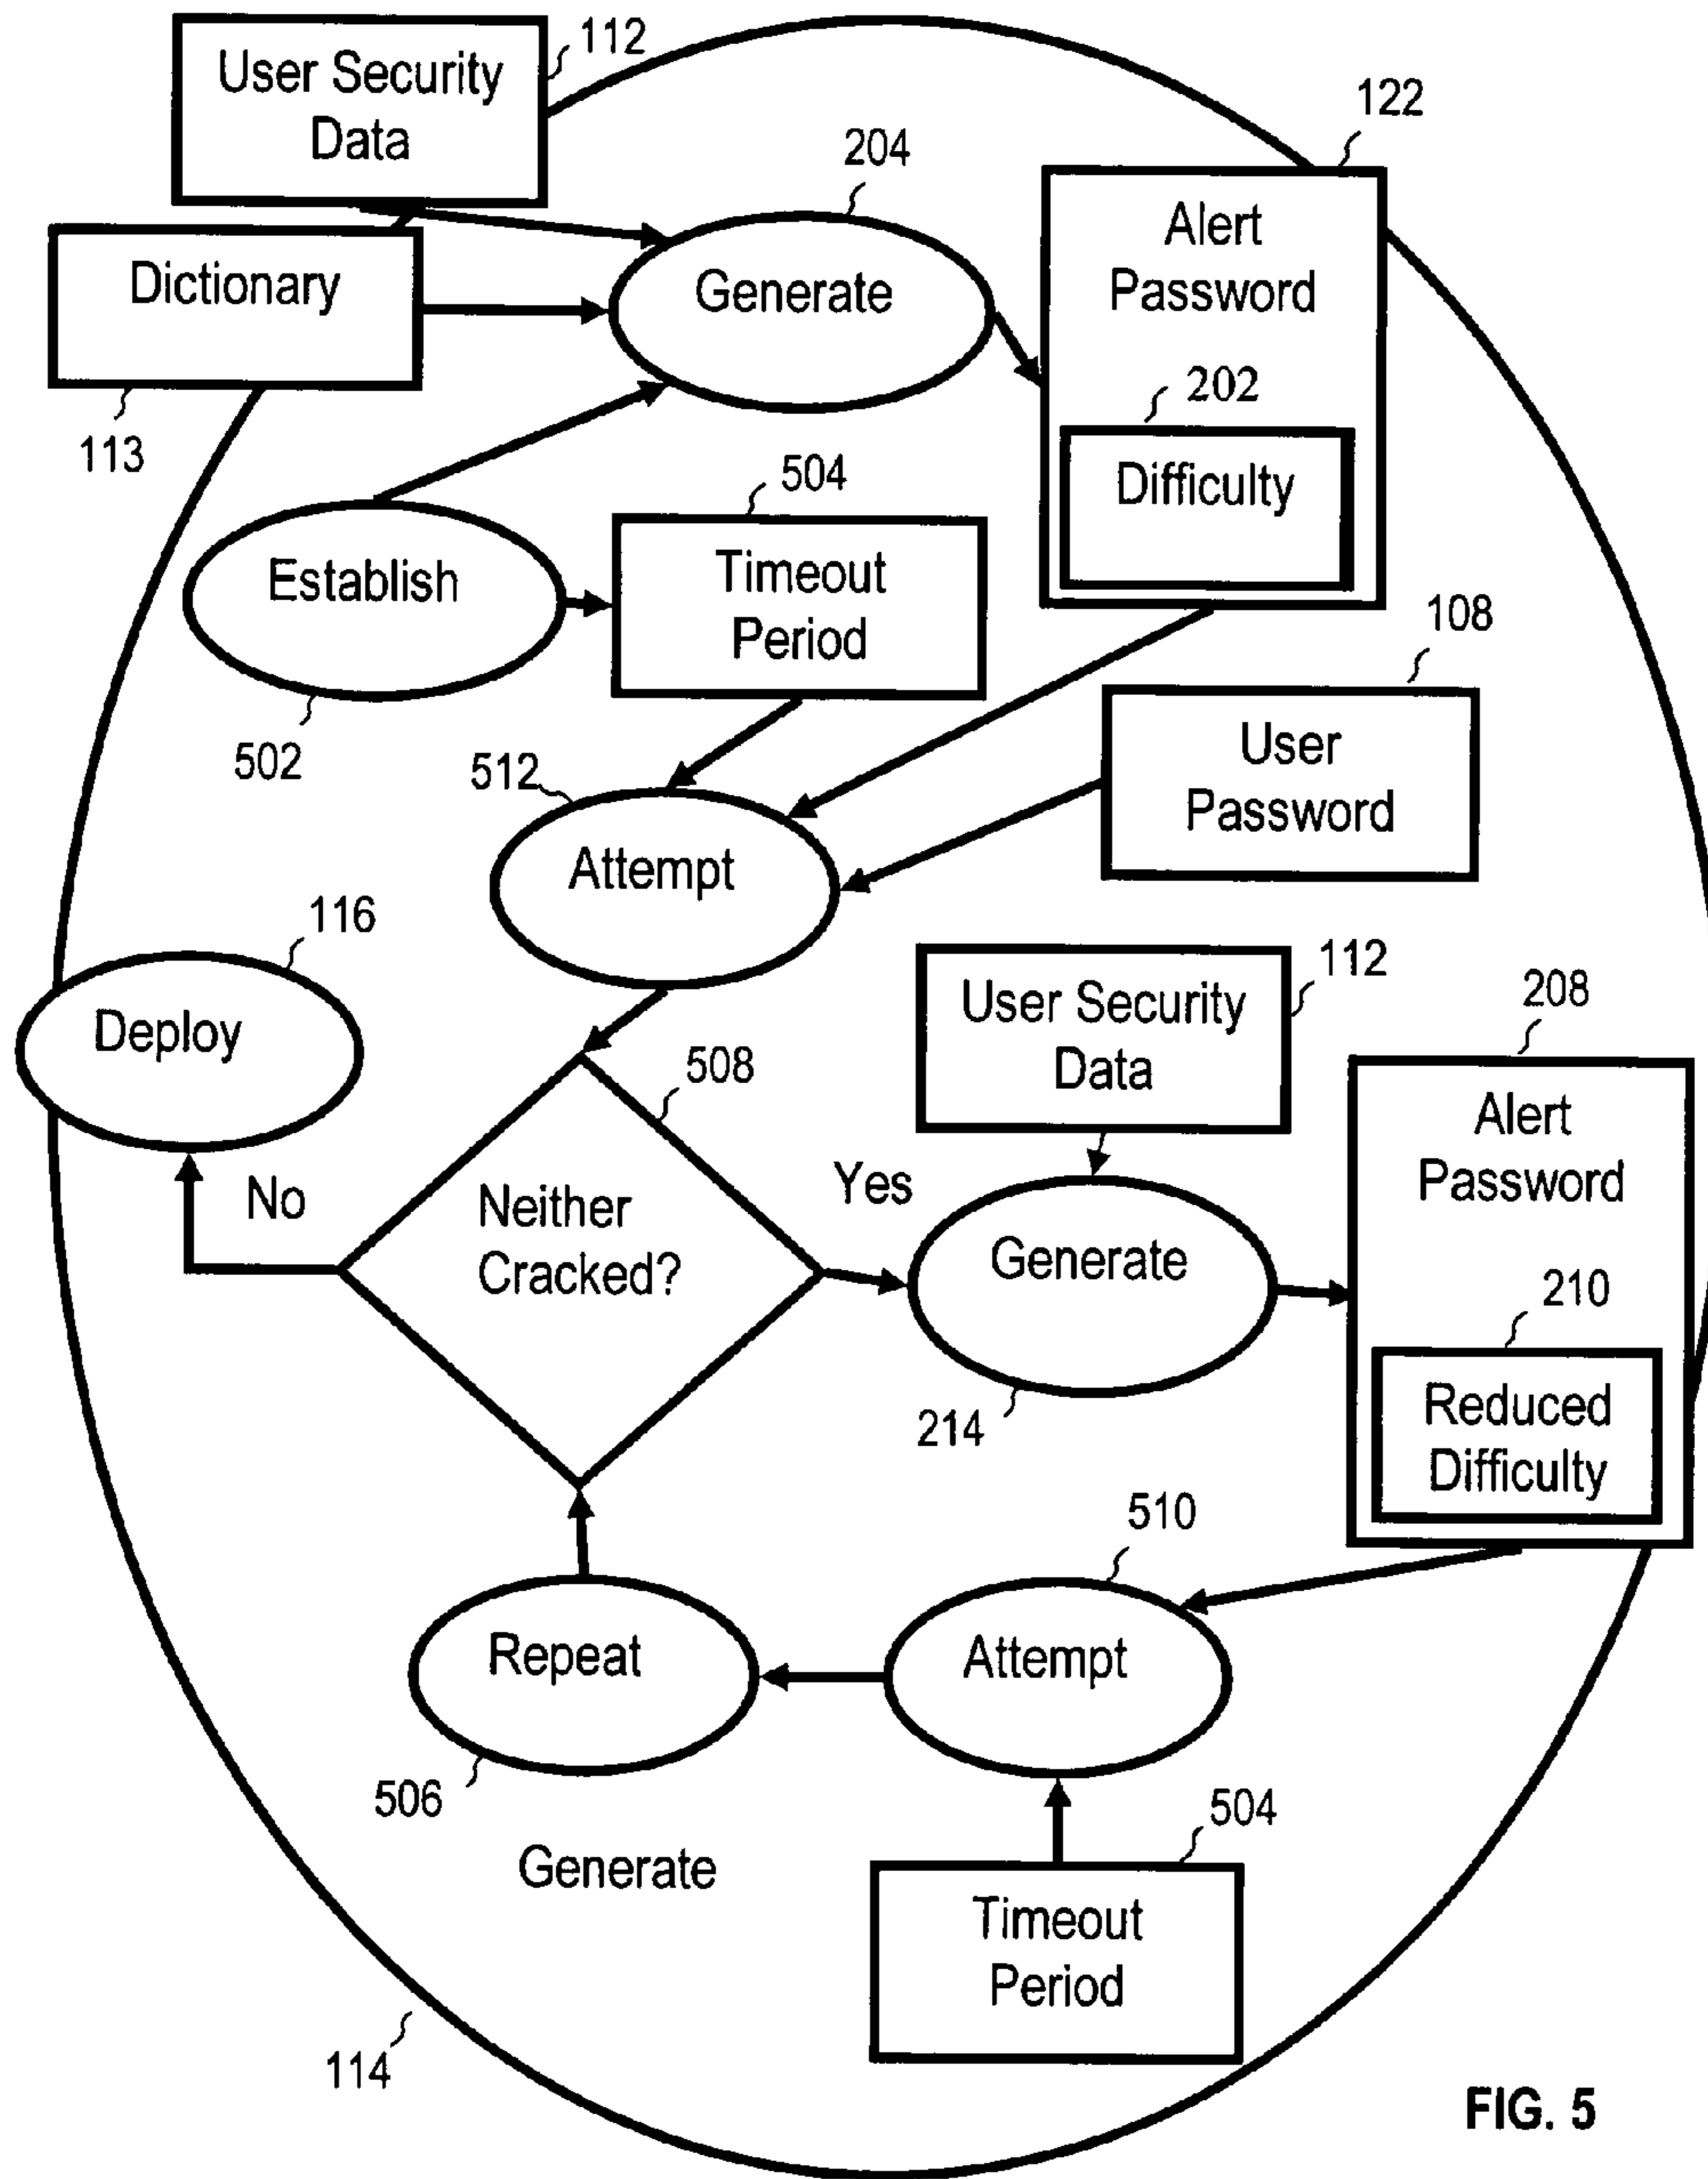 User Security
Data
112
122
204
Alert
Password
Dictionary
Generate
113
202
Difficulty
504
Establish
Timeout
Period
502
108
User
Password
512
Attempt
116
Deploy
112
User Security
Data
508
208
Alert
Password
No
Neither
Cracked?
Yes
Generate
214
210
Reduced
Difficulty
510
Repeat
Attempt
506
504
Generate
Timeout
Period
114
FIG. 5